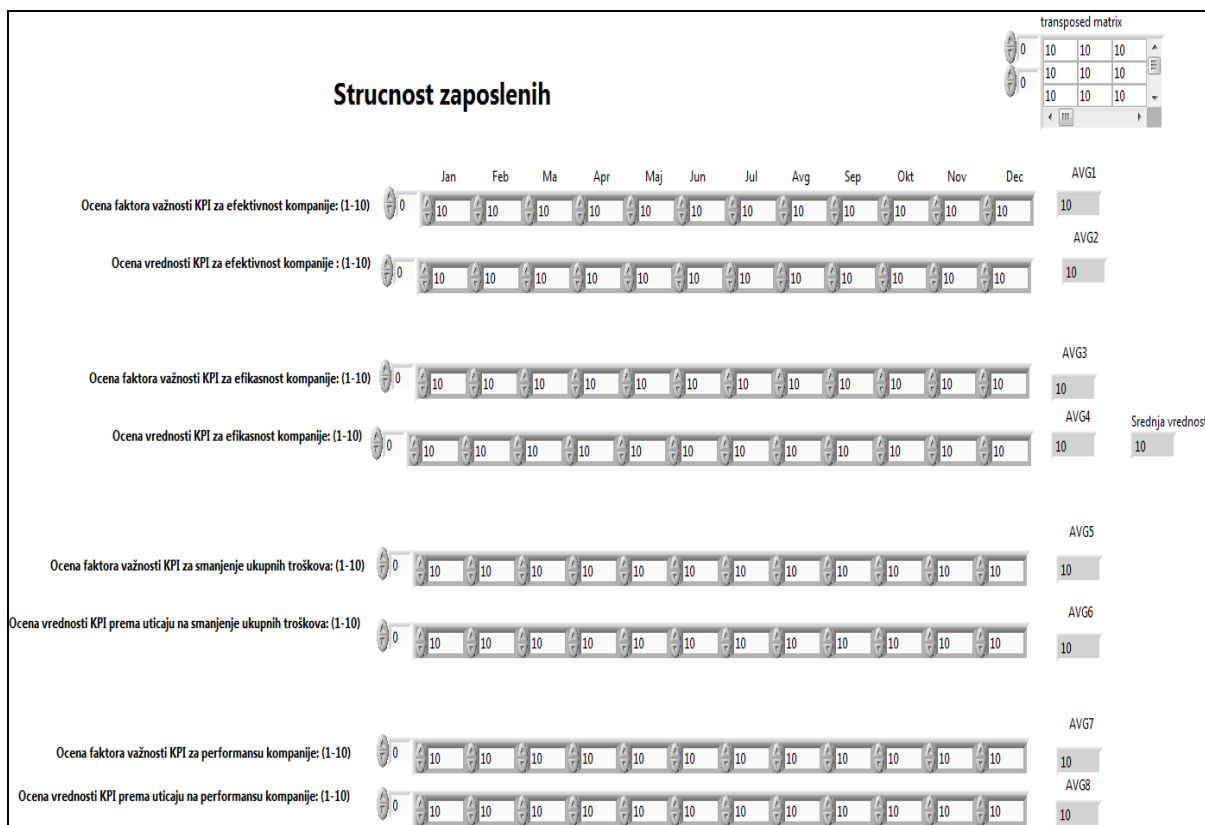 transposed matrix
0 10 10 10
0 10 10 10
10 10 10
Strucnost zaposlenih
Jan Feb Ma Apr Maj Jun Jul Avg Sep Okt Nov Dec AVG1
Ocena faktora važnosti KPI za efektivnost kompanije: (1-10) 0 10 10 10 10 10 10 10 10 10 10 10 10 10
AVG2
Ocena vrednosti KPI za efektivnost kompanije : (1-10) 0 10 10 10 10 10 10 10 10 10 10 10 10 10
AVG3
Ocena faktora važnosti KPI za efikasnost kompanije: (1-10) 0 10 10 10 10 10 10 10 10 10 10 10 10 10
AVG4 Srednja vrednost
Ocena vrednosti KPI za efikasnost kompanije: (1-10) 0 10 10 10 10 10 10 10 10 10 10 10 10 10 10
AVG5
Ocena faktora važnosti KPI za smanjenje ukupnih troškova: (1-10) 0 10 10 10 10 10 10 10 10 10 10 10 10 10
AVG6
Ocena vrednosti KPI prema uticaju na smanjenje ukupnih troškova: (1-10) 0 10 10 10 10 10 10 10 10 10 10 10 10 10
AVG7
Ocena faktora važnosti KPI za performansu kompanije: (1-10) 0 10 10 10 10 10 10 10 10 10 10 10 10 10
AVG8
Ocena vrednosti KPI prema uticaju na performansu kompanije: (1-10) 0 10 10 10 10 10 10 10 10 10 10 10 10 10